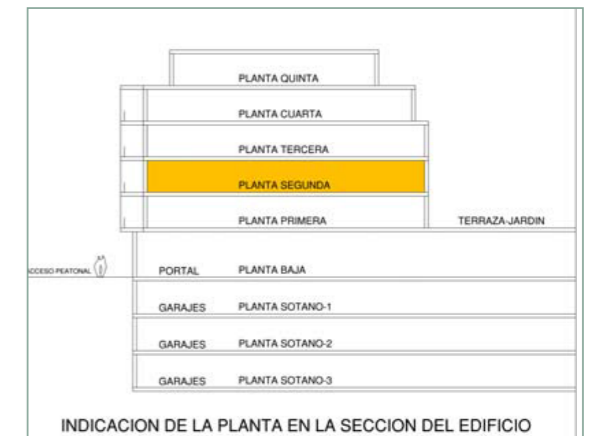 PLANTA QUINTA
PLANTA CUARTA
PLANTA TERCERA
PLANTA SEGUNDA
PLANTA PRIMERA TERRAZA-JARDIN
ACCESO PEATONAL PORTAL PLANTA BAJA
GARAJES PLANTA SOTANO-1
GARAJES PLANTA SOTANO-2
GARAJES PLANTA SOTANO-3
INDICACION DE LA PLANTA EN LA SECCION DEL EDIFICIO